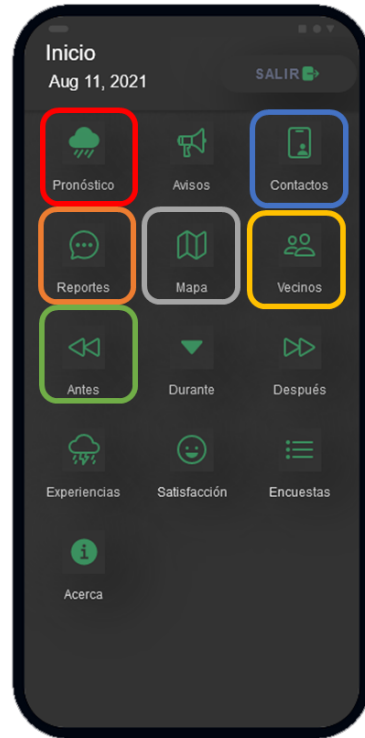 Inicio
Aug 11, 2021
SALIR
Pronóstico Avisos Contactos
Reportes Mapa Vecinos
Antes Durante Después
Experiencias Satisfacción Encuestas
Acerca